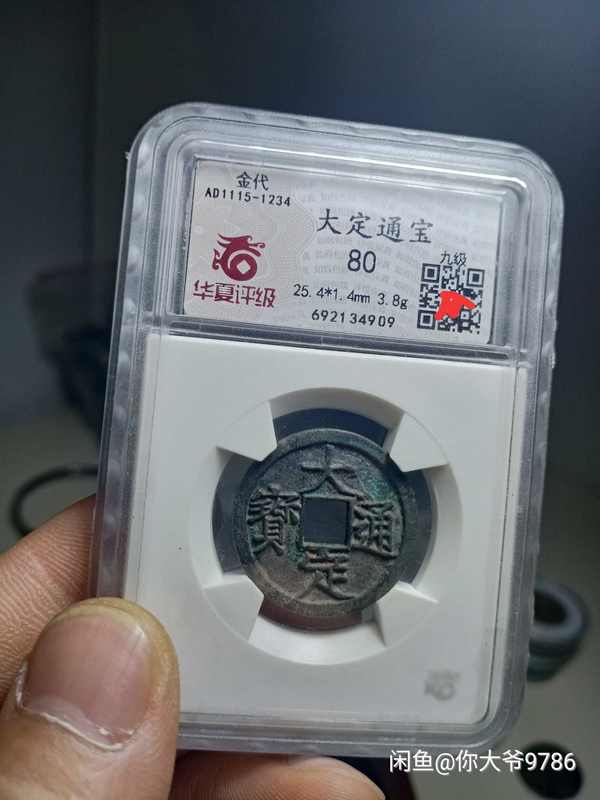 金代
AD1115-1234
大定通宝
80
九级
25.4*1.4mm 3.8g
692134909
华夏评级
大
定
通
寳
闲鱼@你大爷9786